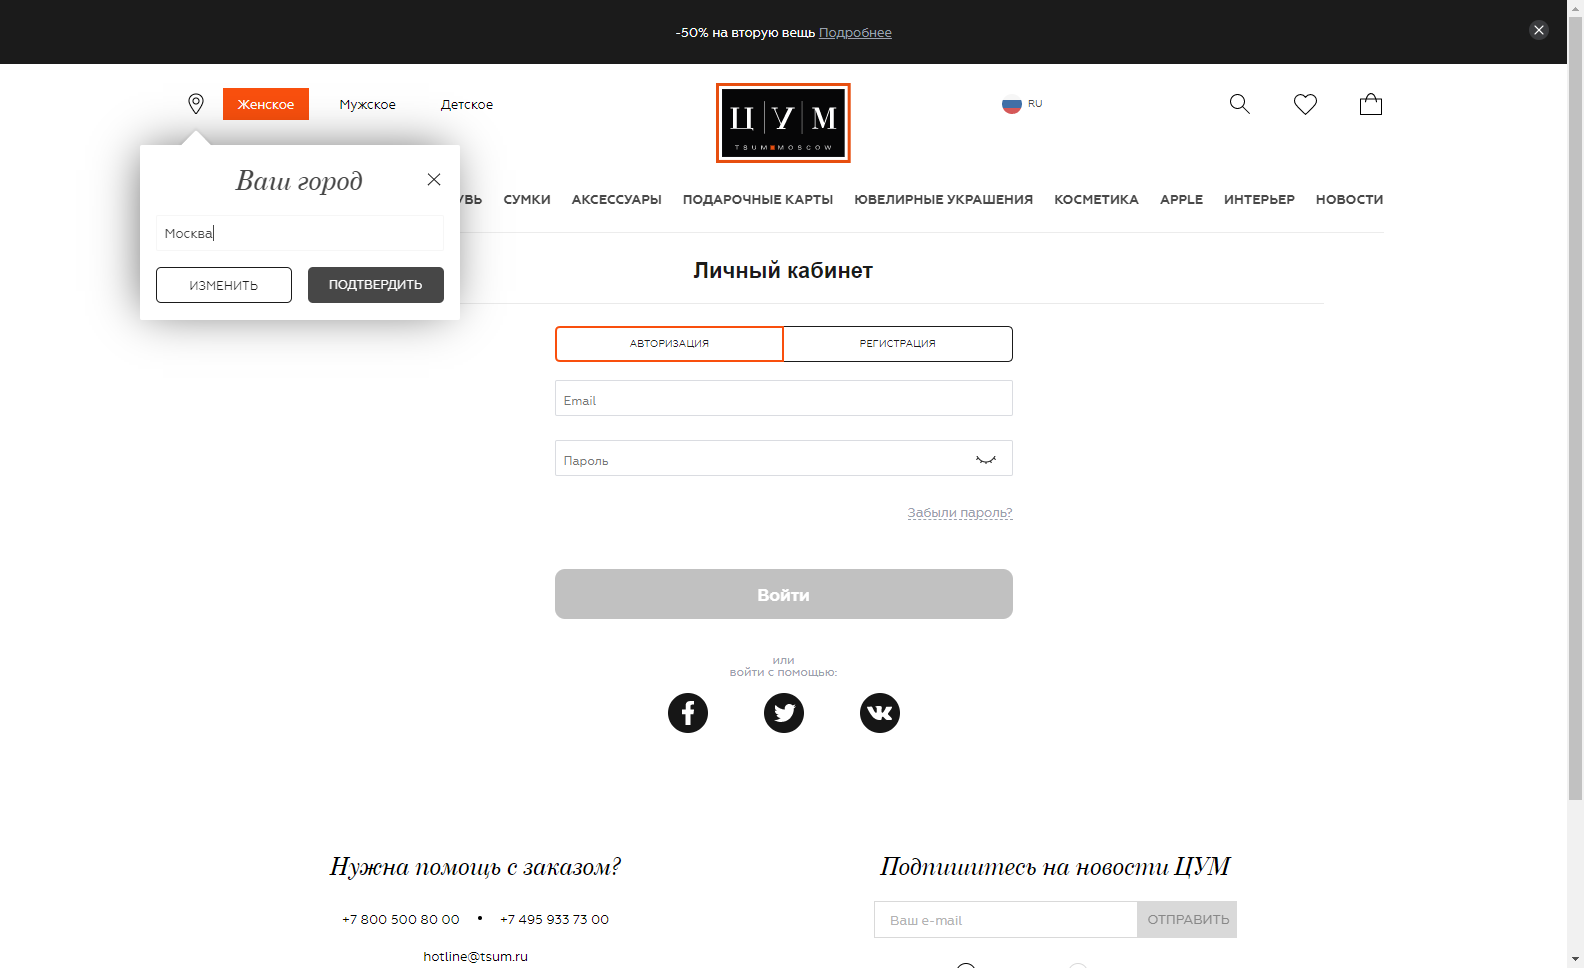 -50% на вторую вещь Подробнее
Женское
Мужское
Детское
Ц У М
TSUM MOSCOW
RU
Ваш город
Москва
ИЗМЕНИТЬ
ПОДТВЕРДИТЬ
СУМКИ
АКСЕССУАРЫ
ПОДАРОЧНЫЕ КАРТЫ
ЮВЕЛИРНЫЕ УКРАШЕНИЯ
КОСМЕТИКА
APPLE
ИНТЕРЬЕР
НОВОСТИ
Личный кабинет
АВТОРИЗАЦИЯ
РЕГИСТРАЦИЯ
Email
Пароль
Забыли пароль?
Войти
или
войти с помощью:
Нужна помощь с заказом?
+7 800 500 80 00 • +7 495 933 73 00
hotline@tsum.ru
Подпишитесь на новости ЦУМ
Ваш e-mail
ОТПРАВИТЬ